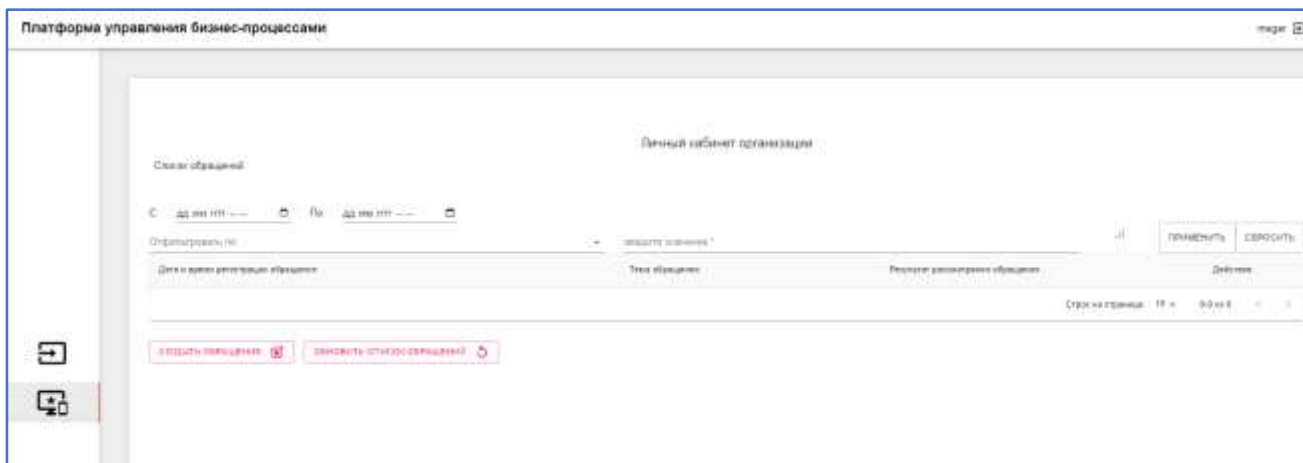 Платформа управления бизнес-процессами
mager
Личный кабинет организации
Список обращений
С дд.мм.гггг --:-- По дд.мм.гггг --:--
Отфильтровать по
введите значение *
ПРИМЕНИТЬ СБРОСИТЬ
Дата и время регистрации обращения Тема обращения Результат рассмотрения обращения Действия
Строк на странице: 10 0-0 из 0
СОЗДАТЬ ОБРАЩЕНИЕ ОБНОВИТЬ СПИСОК ОБРАЩЕНИЙ